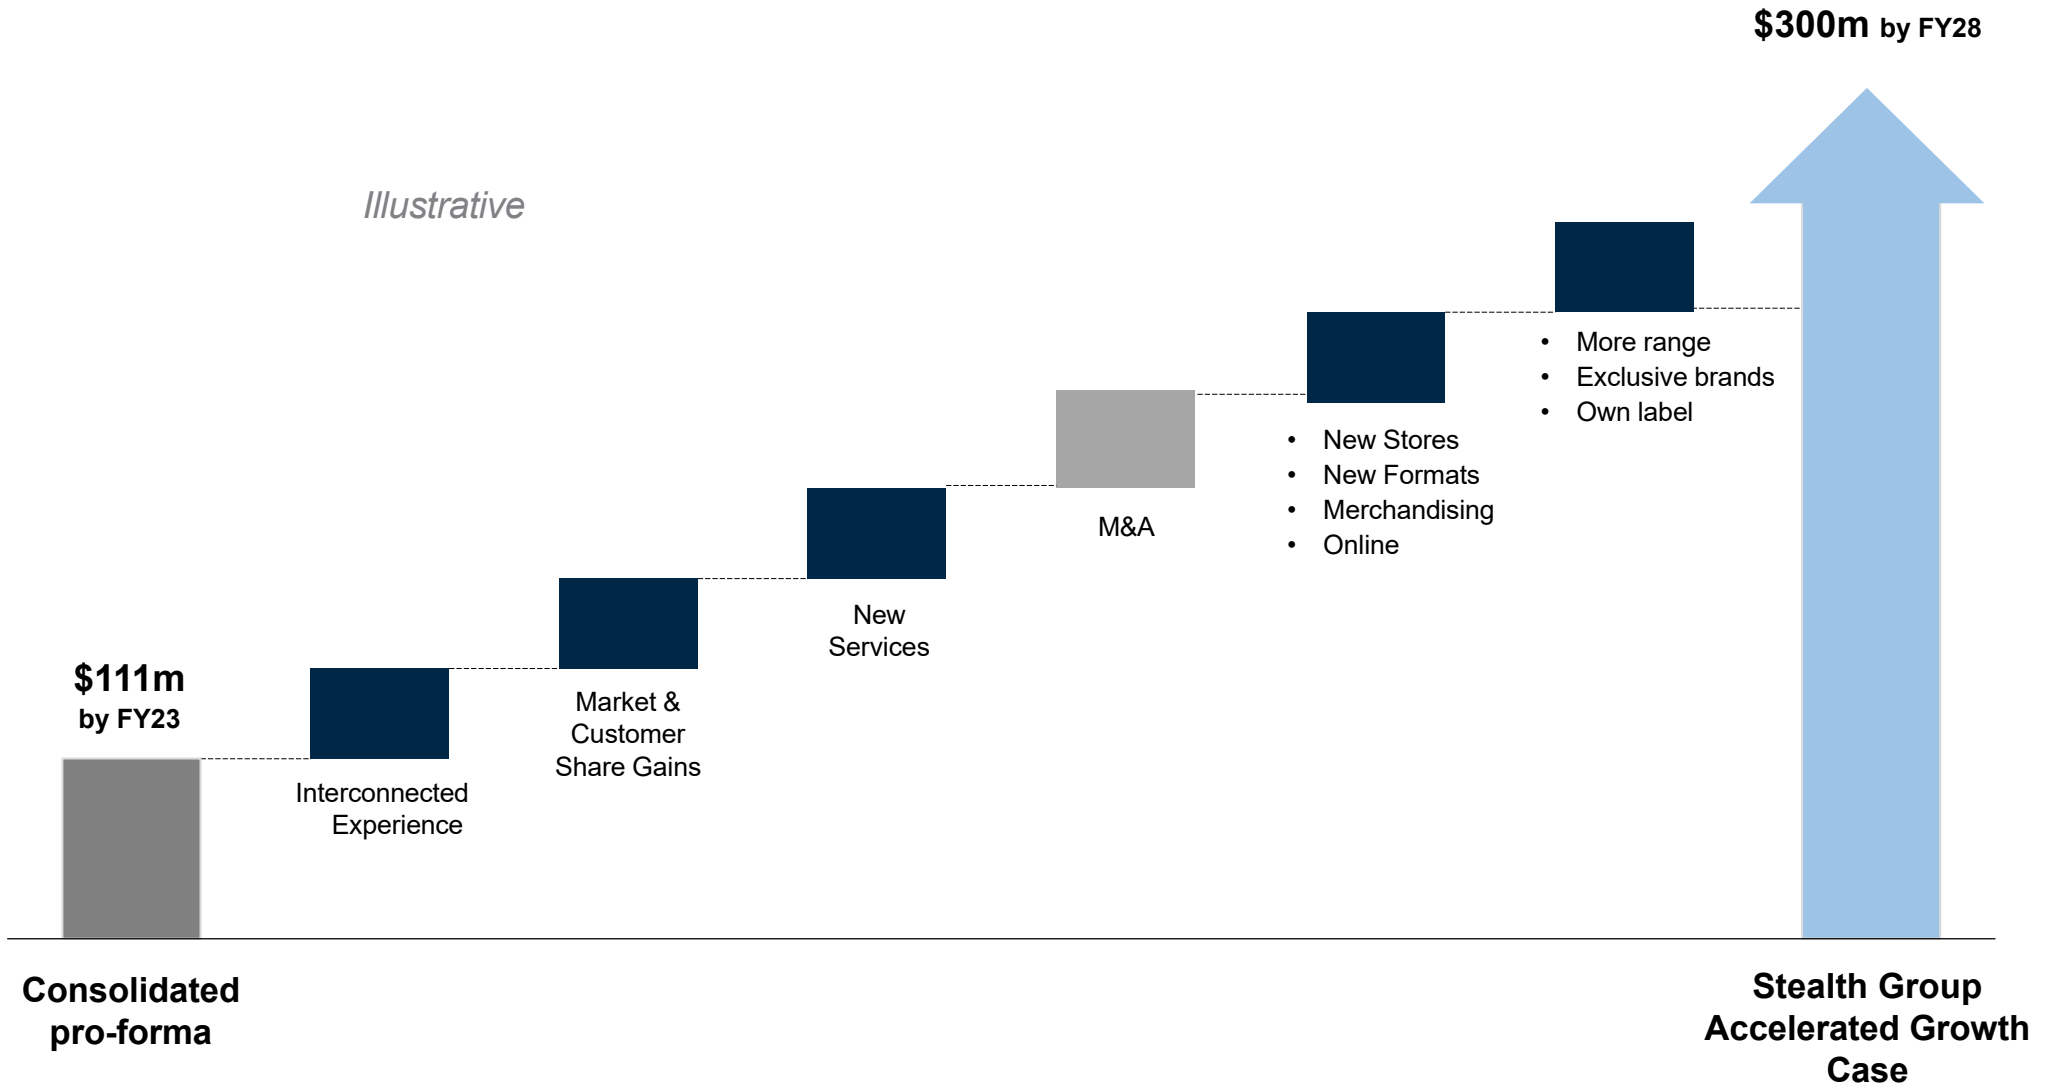 $300m by FY28
Illustrative
• More range
• Exclusive brands
• Own label
• New Stores
• New Formats
• Merchandising
• Online
M&A
New
Services
Market &
Customer
Share Gains
$111m
by FY23
Interconnected
Experience
Consolidated
pro-forma
Stealth Group
Accelerated Growth
Case